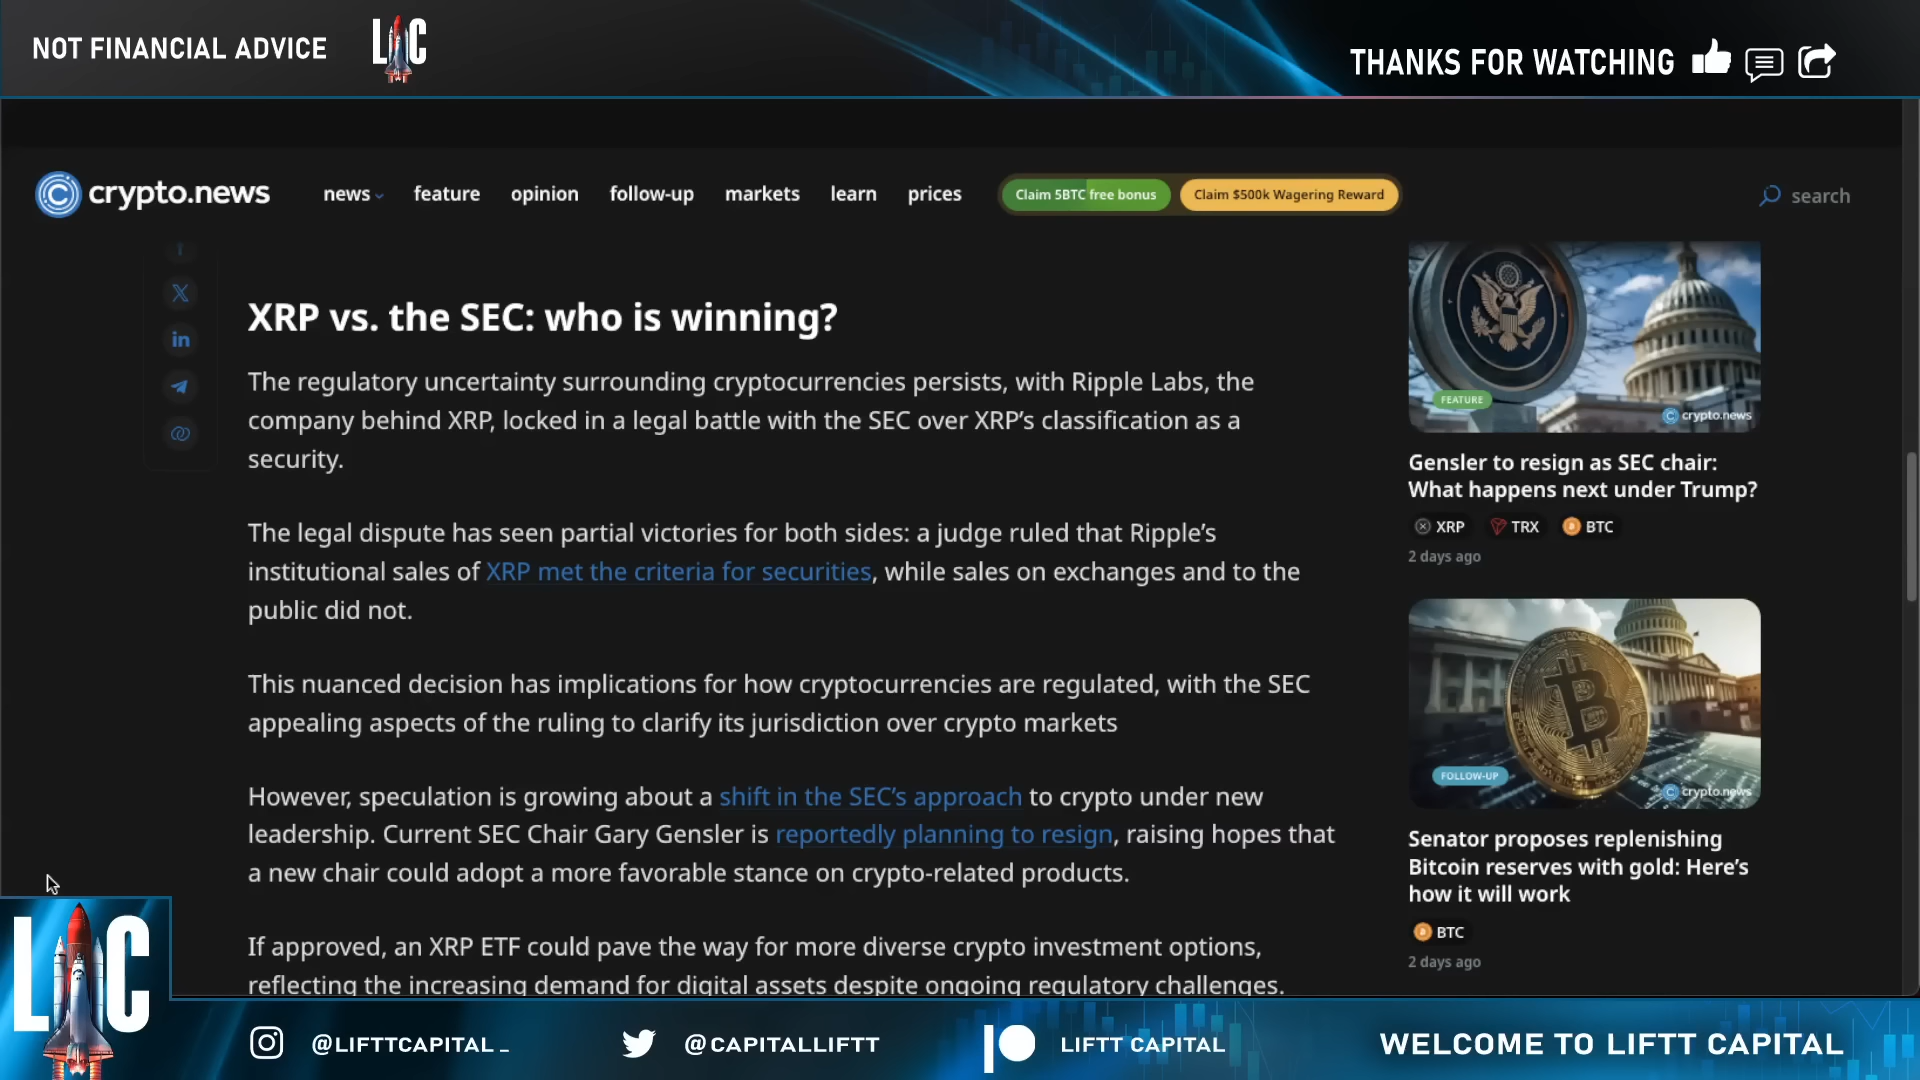 NOT FINANCIAL ADVICE
LC
THANKS FOR WATCHING
crypto.news
news
feature
opinion
follow-up
markets
learn
prices
Claim 5BTC free bonus
Claim $500k Wagering Reward
search
XRP vs. the SEC: who is winning?
The regulatory uncertainty surrounding cryptocurrencies persists, with Ripple Labs, the
company behind XRP, locked in a legal battle with the SEC over XRP’s classification as a
security.
The legal dispute has seen partial victories for both sides: a judge ruled that Ripple’s
institutional sales of XRP met the criteria for securities, while sales on exchanges and to the
public did not.
This nuanced decision has implications for how cryptocurrencies are regulated, with the SEC
appealing aspects of the ruling to clarify its jurisdiction over crypto markets
However, speculation is growing about a shift in the SEC’s approach to crypto under new
leadership. Current SEC Chair Gary Gensler is reportedly planning to resign, raising hopes that
a new chair could adopt a more favorable stance on crypto-related products.
If approved, an XRP ETF could pave the way for more diverse crypto investment options,
reflecting the increasing demand for digital assets despite ongoing regulatory challenges.
FEATURE
crypto.news
Gensler to resign as SEC chair:
What happens next under Trump?
XRP
TRX
BTC
2 days ago
FOLLOW-UP
crypto.news
Senator proposes replenishing
Bitcoin reserves with gold: Here’s
how it will work
BTC
2 days ago
LC
@LIFTTCAPITAL_
@CAPITALLIFTT
LIFTT CAPITAL
WELCOME TO LIFTT CAPITAL